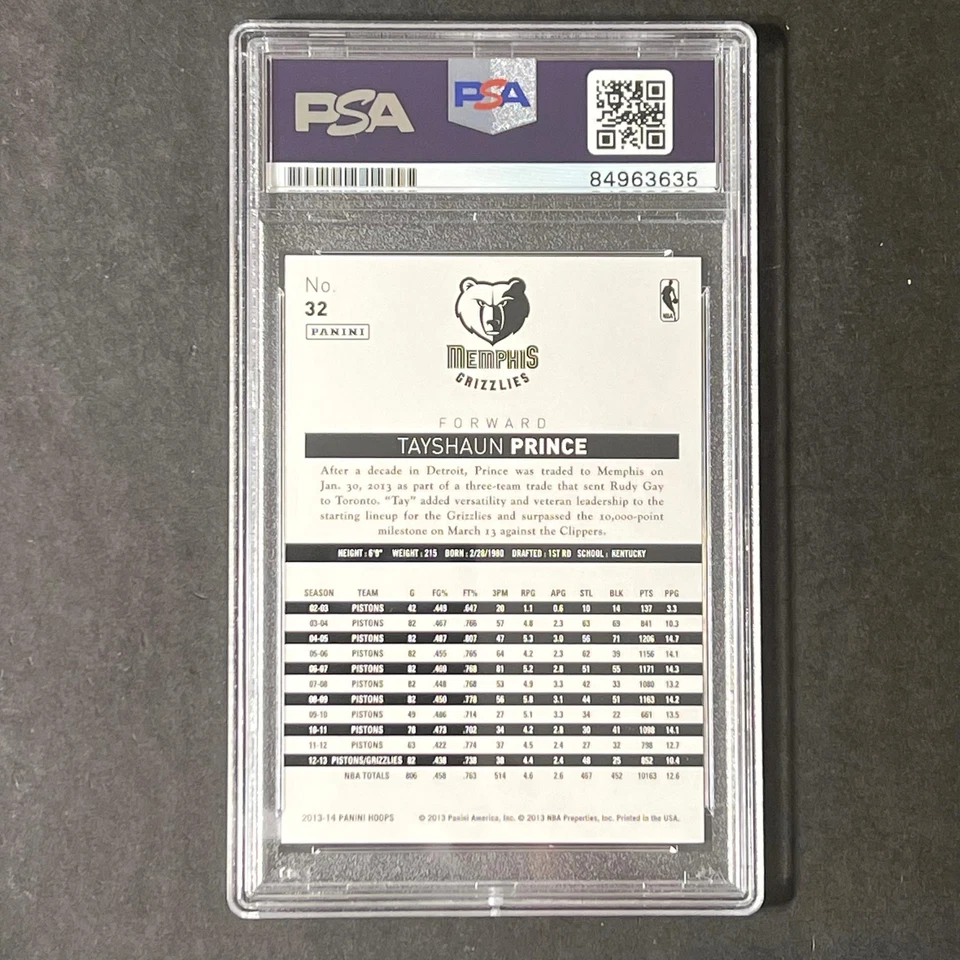 PSA PSA
84963635
No.
32
PANINI
NBA
MEMPHIS
GRIZZLIES
FORWARD
TAYSHAUN PRINCE
After a decade in Detroit, Prince was traded to Memphis on
Jan. 30, 2013 as part of a three-team trade that sent Rudy Gay
to Toronto. "Tay" added versatility and veteran leadership to the
starting lineup for the Grizzlies and surpassed the 10,000-point
milestone on March 13 against the Clippers.
HEIGHT: 6'9" WEIGHT: 215 BORN: 2/28/1980 DRAFTED: 1ST RD SCHOOL: KENTUCKY
SEASON TEAM G FG% FT% 3PM RPG APG STL BLK PTS PPG
02-03 PISTONS 42 .449 .647 20 1.1 0.6 10 14 137 3.3
03-04 PISTONS 82 .467 .766 57 4.8 2.3 63 69 841 10.3
04-05 PISTONS 82 .487 .807 47 5.3 3.0 56 71 1206 14.7
05-06 PISTONS 82 .455 .765 64 4.2 2.3 62 39 1156 14.1
06-07 PISTONS 82 .460 .768 81 5.2 2.8 51 55 1171 14.3
07-08 PISTONS 82 .448 .768 53 4.9 3.3 42 33 1080 13.2
08-09 PISTONS 82 .450 .778 56 5.8 3.1 44 51 1163 14.2
09-10 PISTONS 49 .486 .714 27 5.1 3.3 34 22 661 13.5
10-11 PISTONS 78 .473 .702 34 4.2 2.8 30 41 1098 14.1
11-12 PISTONS 63 .422 .774 37 4.5 2.4 27 32 798 12.7
12-13 PISTONS/GRIZZLIES 82 .438 .738 38 4.4 2.4 48 25 852 10.4
NBA TOTALS 806 .458 .763 514 4.6 2.6 467 452 10163 12.6
2013-14 PANINI HOOPS © 2013 Panini America, Inc. © 2013 NBA Properties, Inc. Printed in the USA.